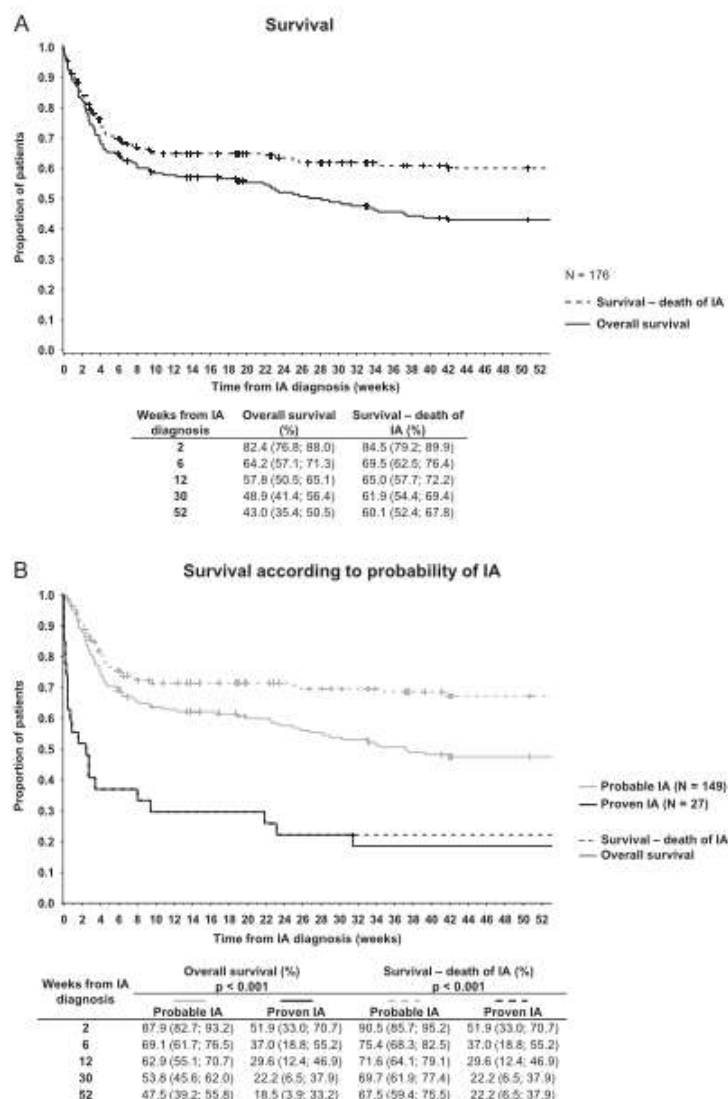 A
Survival
1.0
0.9
0.8
0.7
0.6
0.5
0.4
0.3
0.2
0.1
0.0
Proportion of patients
0 2 4 6 8 10 12 14 16 18 20 22 24 26 28 30 32 34 36 38 40 42 44 46 48 50 52
Time from IA diagnosis (weeks)
N = 176
Survival – death of IA
Overall survival
Weeks from IA diagnosis Overall survival (%) Survival – death of IA (%)
2 82.4 (76.8; 88.0) 84.5 (79.2; 89.9)
6 64.2 (57.1; 71.3) 69.5 (62.5; 76.4)
12 57.8 (50.5; 65.1) 65.0 (57.7; 72.2)
30 48.9 (41.4; 56.4) 61.9 (54.4; 69.4)
52 43.0 (35.4; 50.5) 60.1 (52.4; 67.8)
B
Survival according to probability of IA
1.0
0.9
0.8
0.7
0.6
0.5
0.4
0.3
0.2
0.1
0.0
Proportion of patients
0 2 4 6 8 10 12 14 16 18 20 22 24 26 28 30 32 34 36 38 40 42 44 46 48 50 52
Time from IA diagnosis (weeks)
Probable IA (N = 149)
Proven IA (N = 27)
Survival – death of IA
Overall survival
Weeks from IA diagnosis Overall survival (%) Survival – death of IA (%)
p < 0.001 p < 0.001
Probable IA Proven IA Probable IA Proven IA
2 87.9 (82.7; 93.2) 51.9 (33.0; 70.7) 90.5 (85.7; 95.2) 51.9 (33.0; 70.7)
6 69.1 (61.7; 76.5) 37.0 (18.8; 55.2) 75.4 (68.3; 82.5) 37.0 (18.8; 55.2)
12 62.9 (55.1; 70.7) 29.6 (12.4; 46.9) 71.6 (64.1; 79.1) 29.6 (12.4; 46.9)
30 53.8 (45.6; 62.0) 22.2 (6.5; 37.9) 69.7 (61.9; 77.4) 22.2 (6.5; 37.9)
52 47.5 (39.2; 55.8) 18.5 (3.9; 33.2) 67.5 (59.4; 75.5) 22.2 (6.5; 37.9)